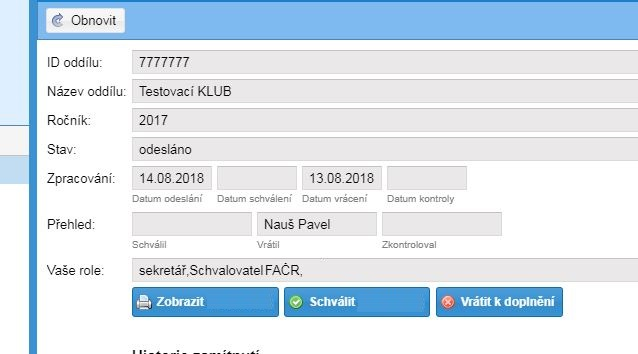 Obnovit
ID oddílu: 7777777
Název oddílu: Testovací KLUB
Ročník: 2017
Stav: odesláno
Zpracování: 14.08.2018 13.08.2018
Datum odeslání Datum schválení Datum vrácení Datum kontroly
Přehled: Nauš Pavel
Schválil Vrátil Zkontroloval
Vaše role: sekretář,Schvalovatel FAČR,
Zobrazit Schválit Vrátit k doplnění
Historie zamítnutí